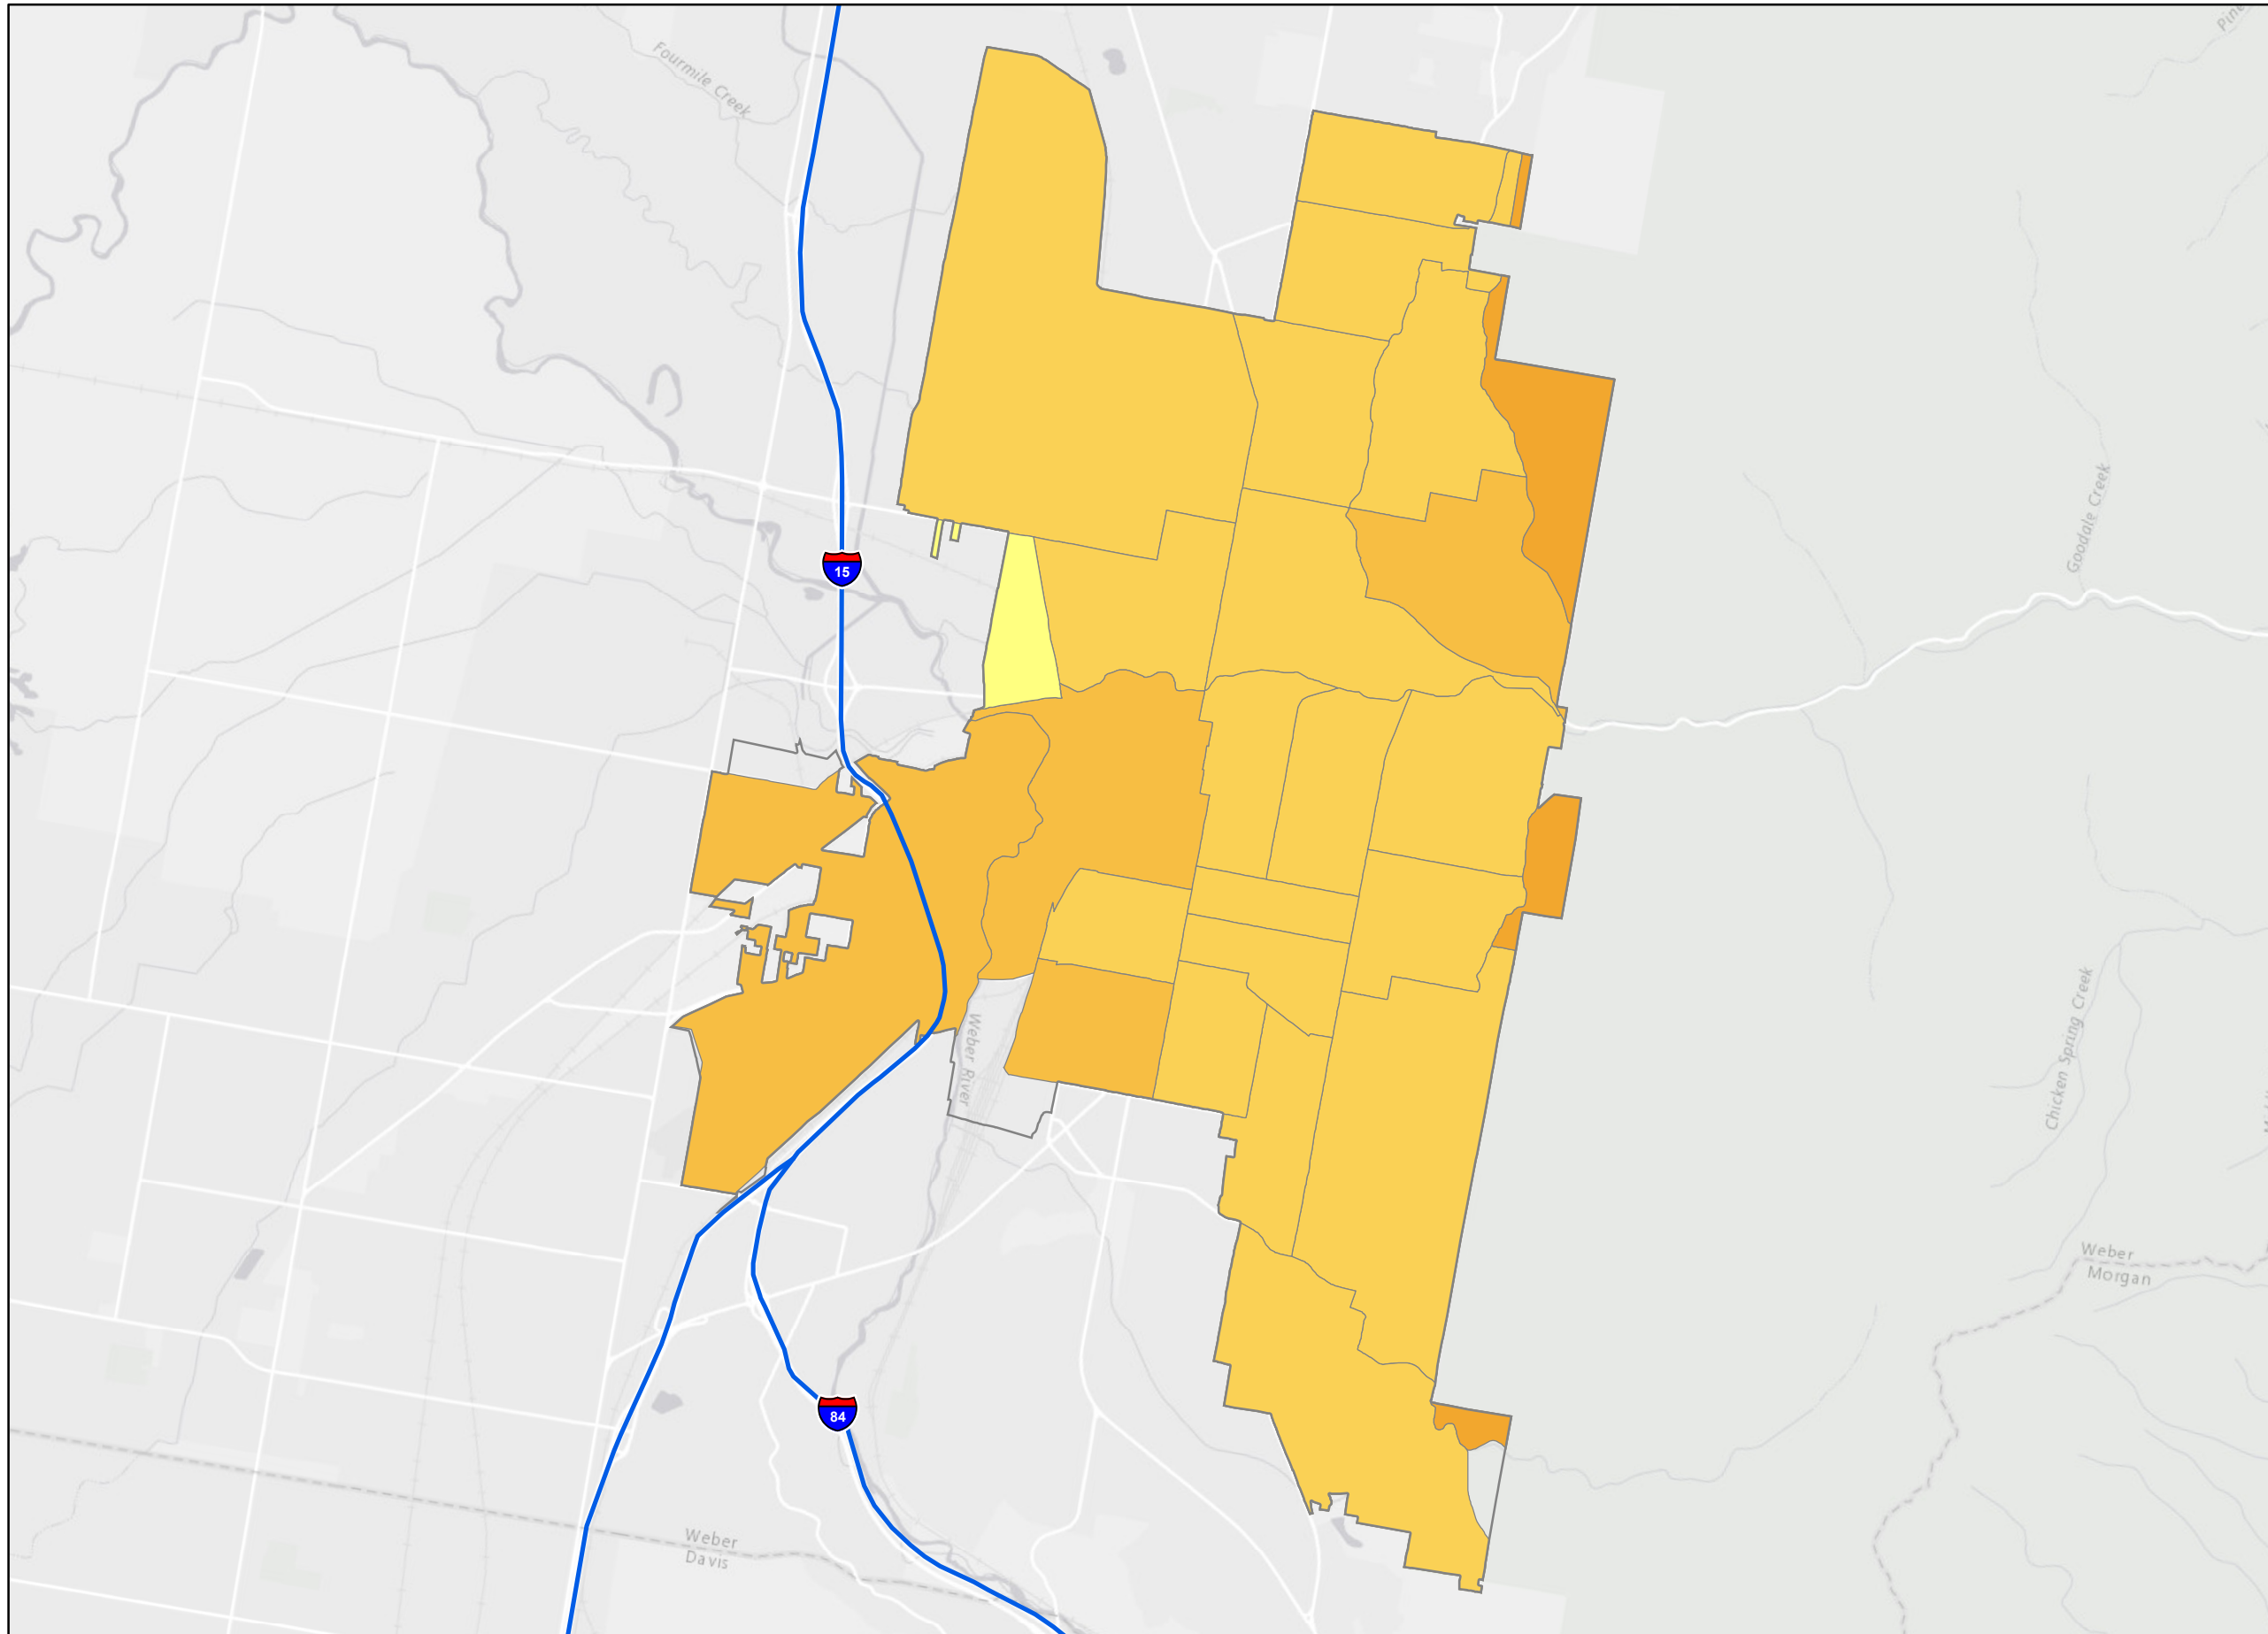 Fourmile Creek
15
Goodale Creek
Weber River
Chicken Spring Creek
Weber
Morgan
84
Weber
Davis